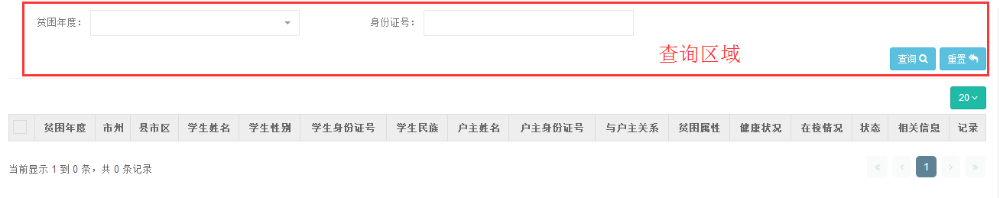 贫困年度： 身份证号：
查询区域
查询 重置
20
贫困年度 市州 县市区 学生姓名 学生性别 学生身份证号 学生民族 户主姓名 户主身份证号 与户主关系 贫困属性 健康状况 在校情况 状态 相关信息 记录
当前显示 1 到 0 条，共 0 条记录 « ‹ 1 › »